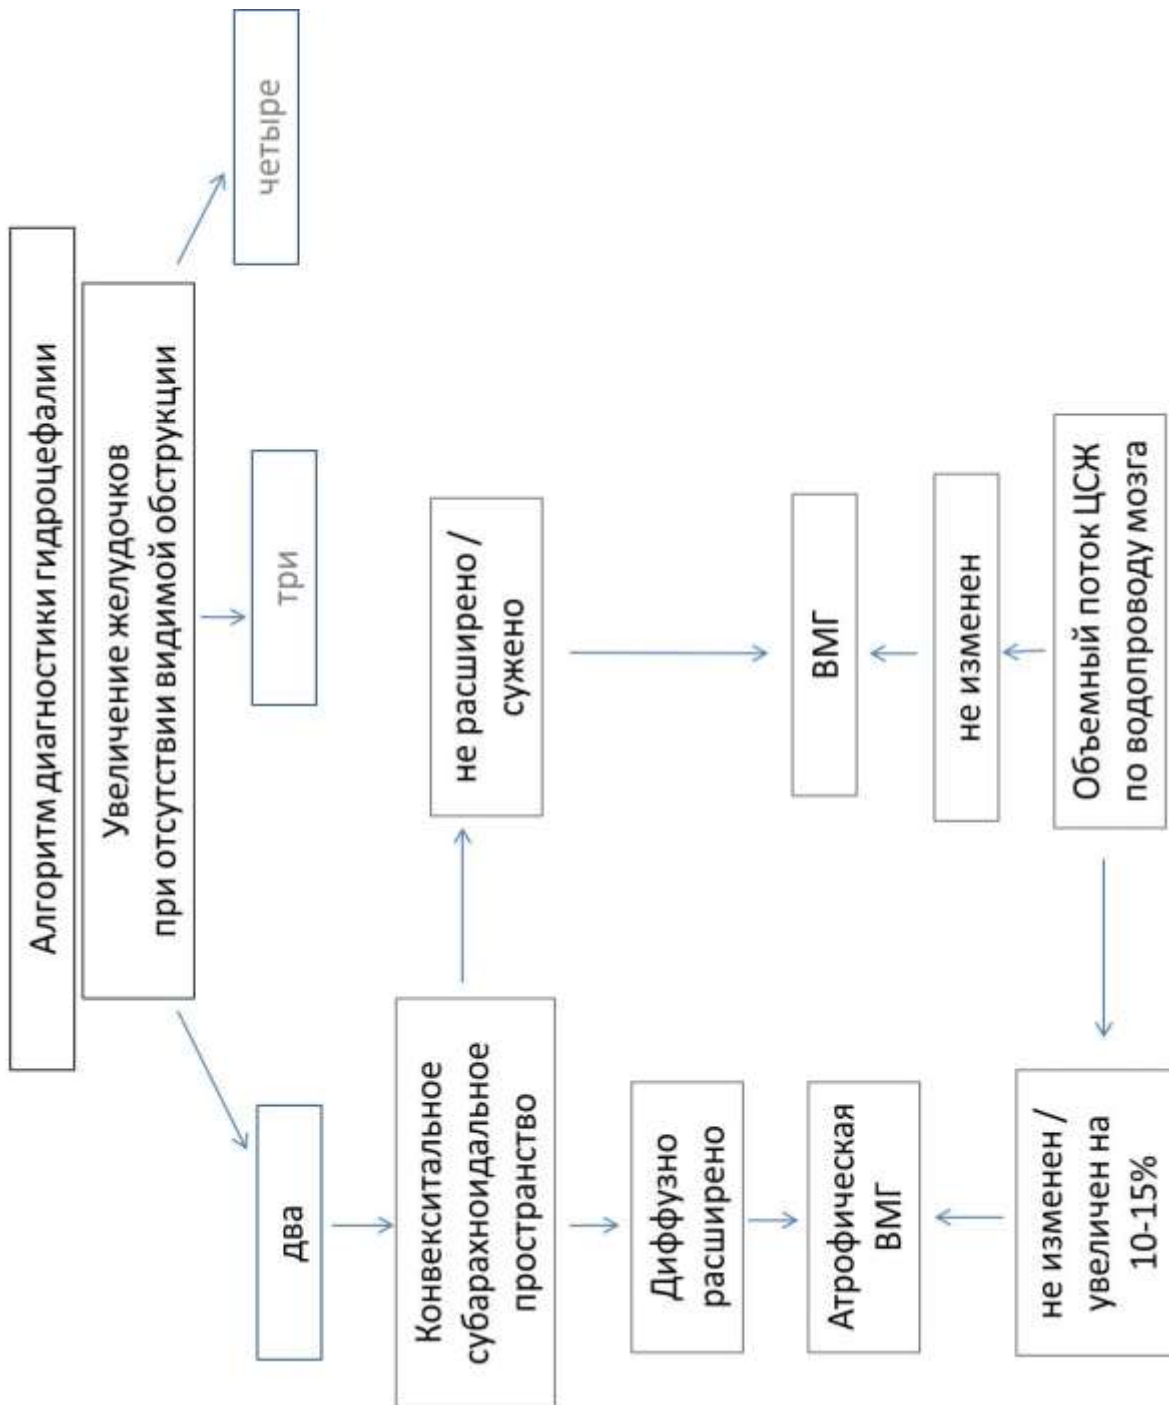 Алгоритм диагностики гидроцефалии
Увеличение желудочков
при отсутствии видимой обструкции
два
три
четыре
Конвекситальное
субарахноидальное
пространство
не расширено /
сужено
Диффузно
расширено
Атрофическая
ВМГ
ВМГ
не изменен
не изменен /
увеличен на
10-15%
Объемный поток ЦСЖ
по водопроводу мозга